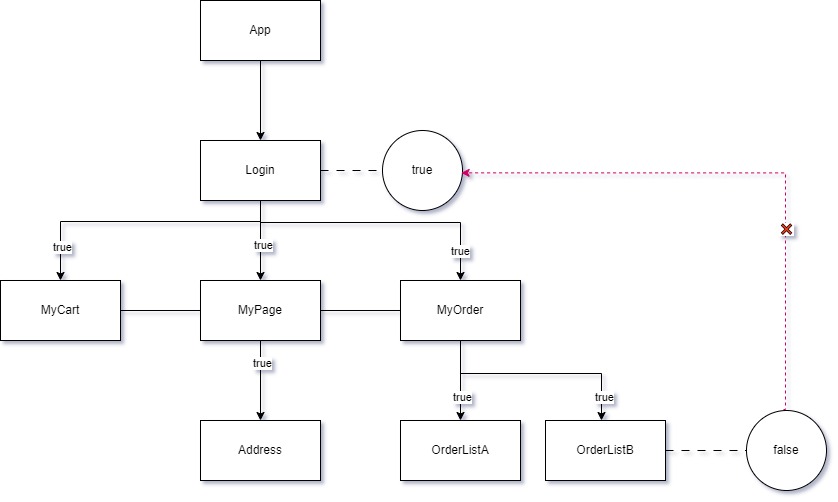 App
Login
true
true
true
true
MyCart
MyPage
MyOrder
true
true
true
Address
OrderListA
OrderListB
false